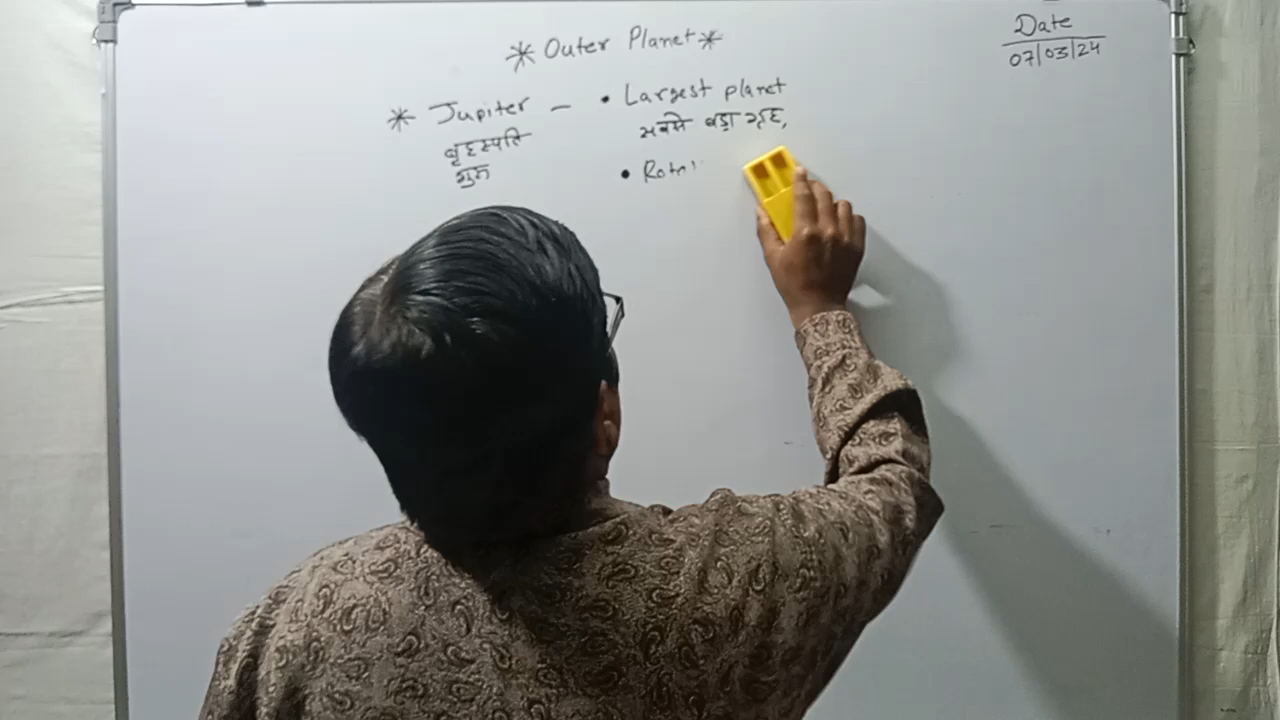 * Outer Planet *
Date
07/03/24
* Jupiter - • Largest planet
बृहस्पति
गुरु
सबसे बड़ा ग्रह,
• Rota